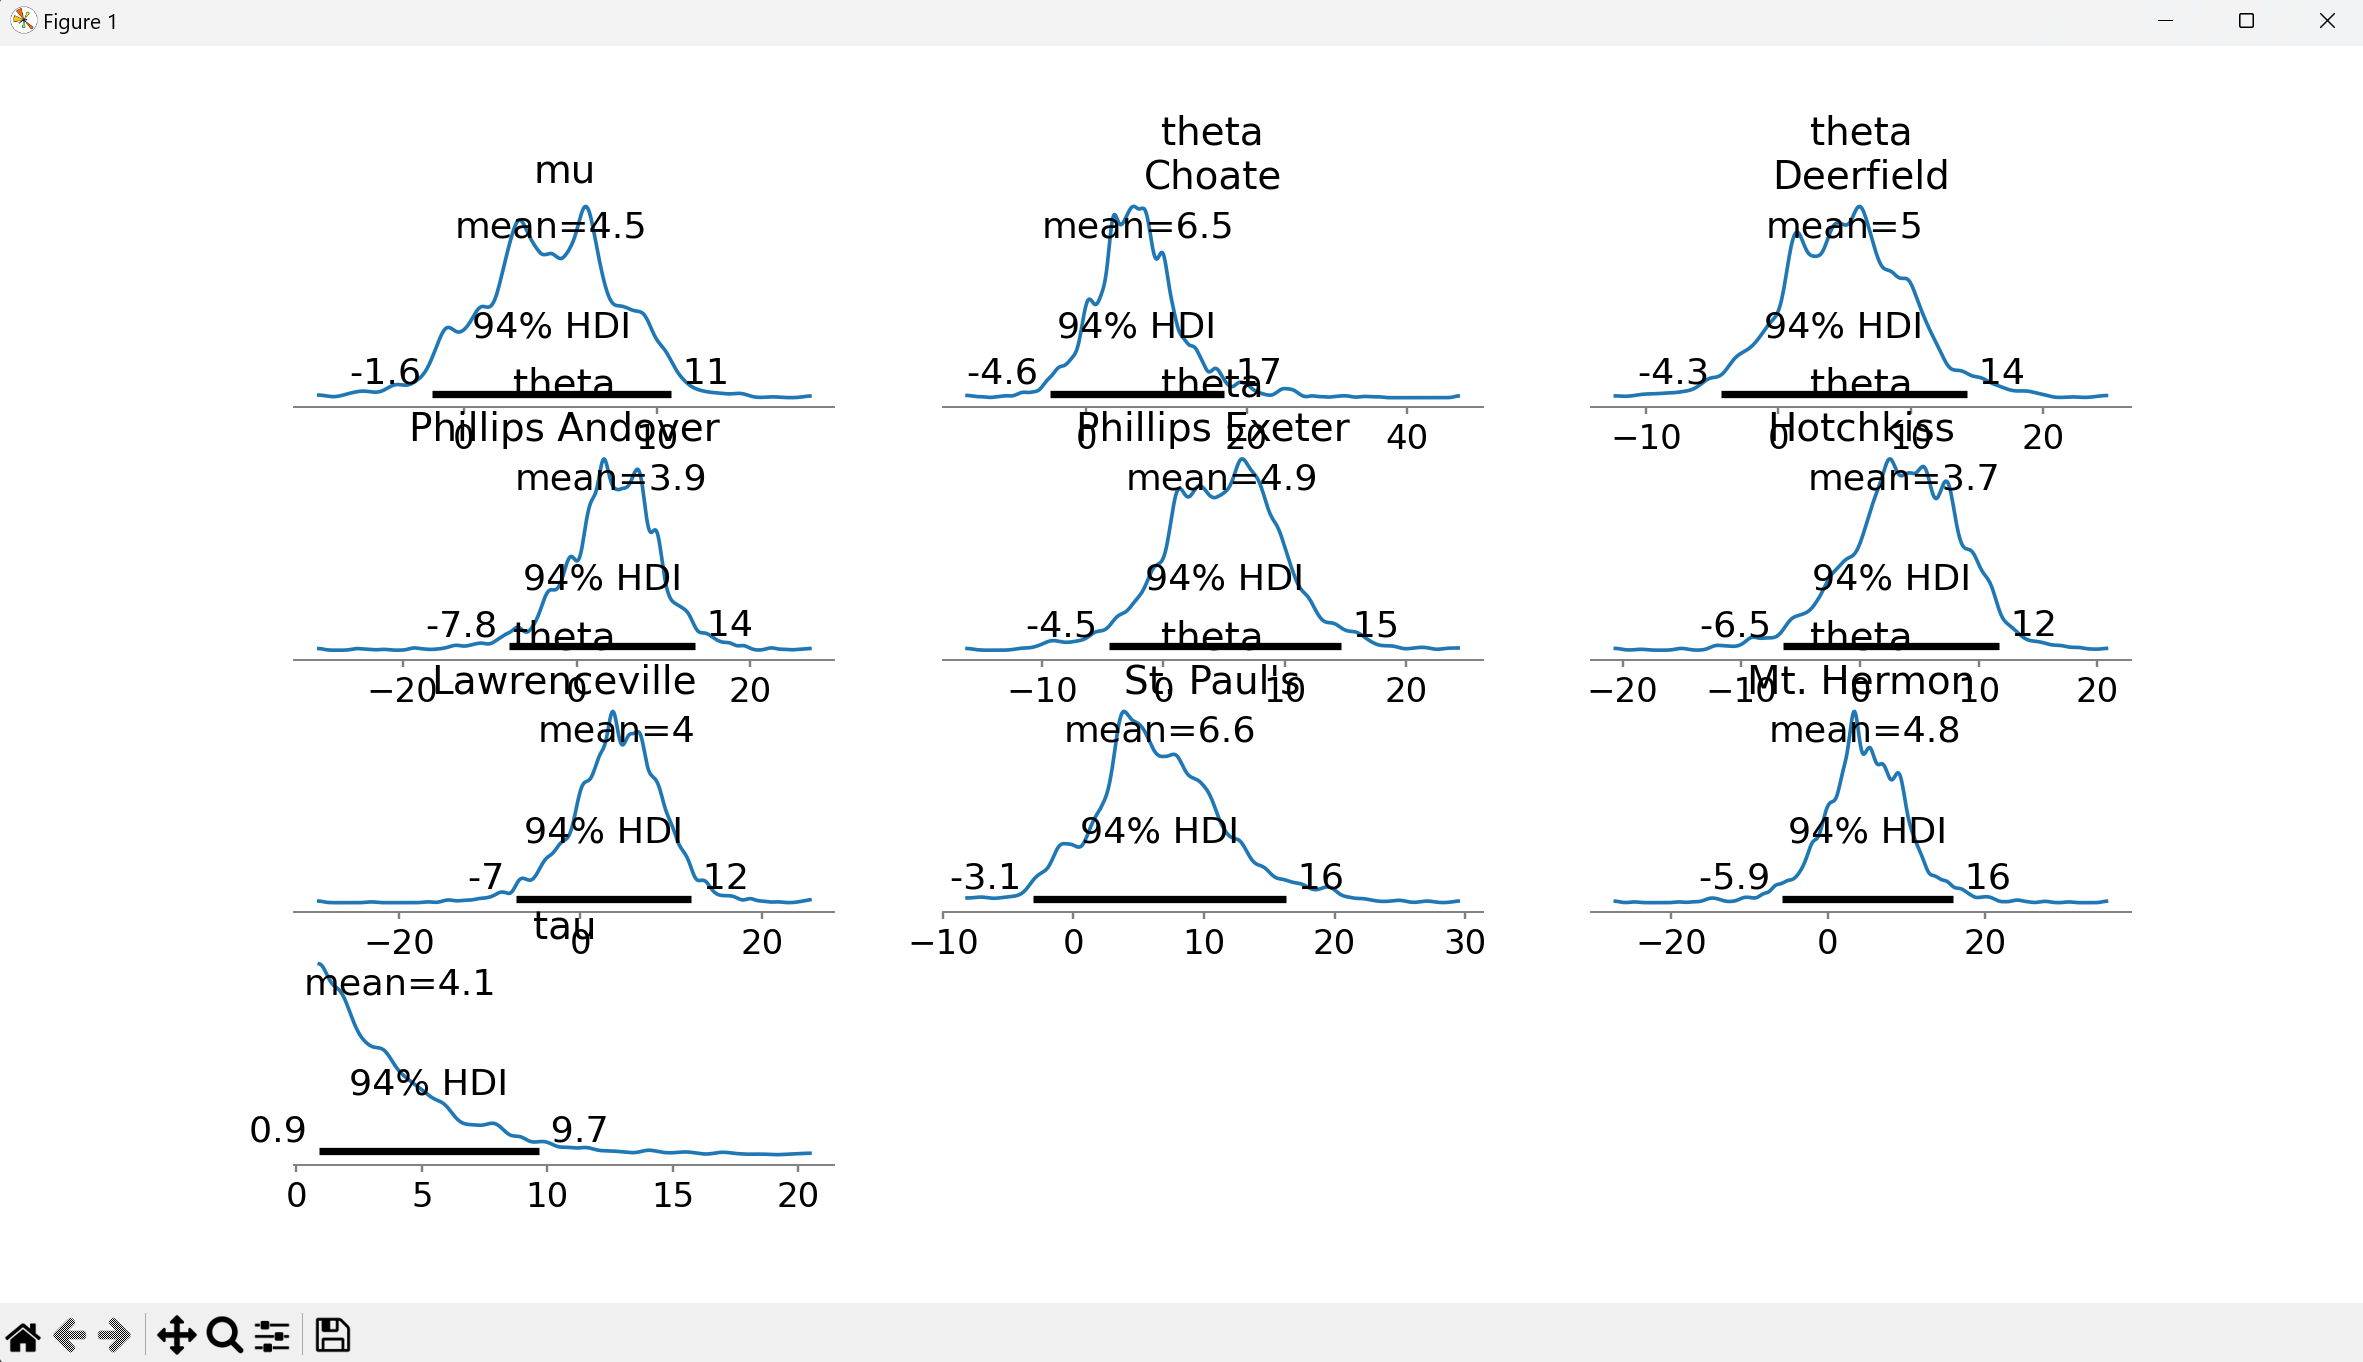 Figure 1
mu
mean=4.5
94% HDI
-1.6
11
0
10
theta
Choate
mean=6.5
94% HDI
-4.6
17
0
20
40
theta
Deerfield
mean=5
94% HDI
-4.3
14
−10
0
10
20
theta
Phillips Andover
mean=3.9
94% HDI
-7.8
14
−20
0
20
theta
Phillips Exeter
mean=4.9
94% HDI
-4.5
15
−10
0
10
20
theta
Hotchkiss
mean=3.7
94% HDI
-6.5
12
−20
−10
0
10
20
theta
Lawrenceville
mean=4
94% HDI
-7
12
−20
0
20
theta
St. Paul's
mean=6.6
94% HDI
-3.1
16
−10
0
10
20
30
theta
Mt. Hermon
mean=4.8
94% HDI
-5.9
16
−20
0
20
tau
mean=4.1
94% HDI
0.9
9.7
0
5
10
15
20